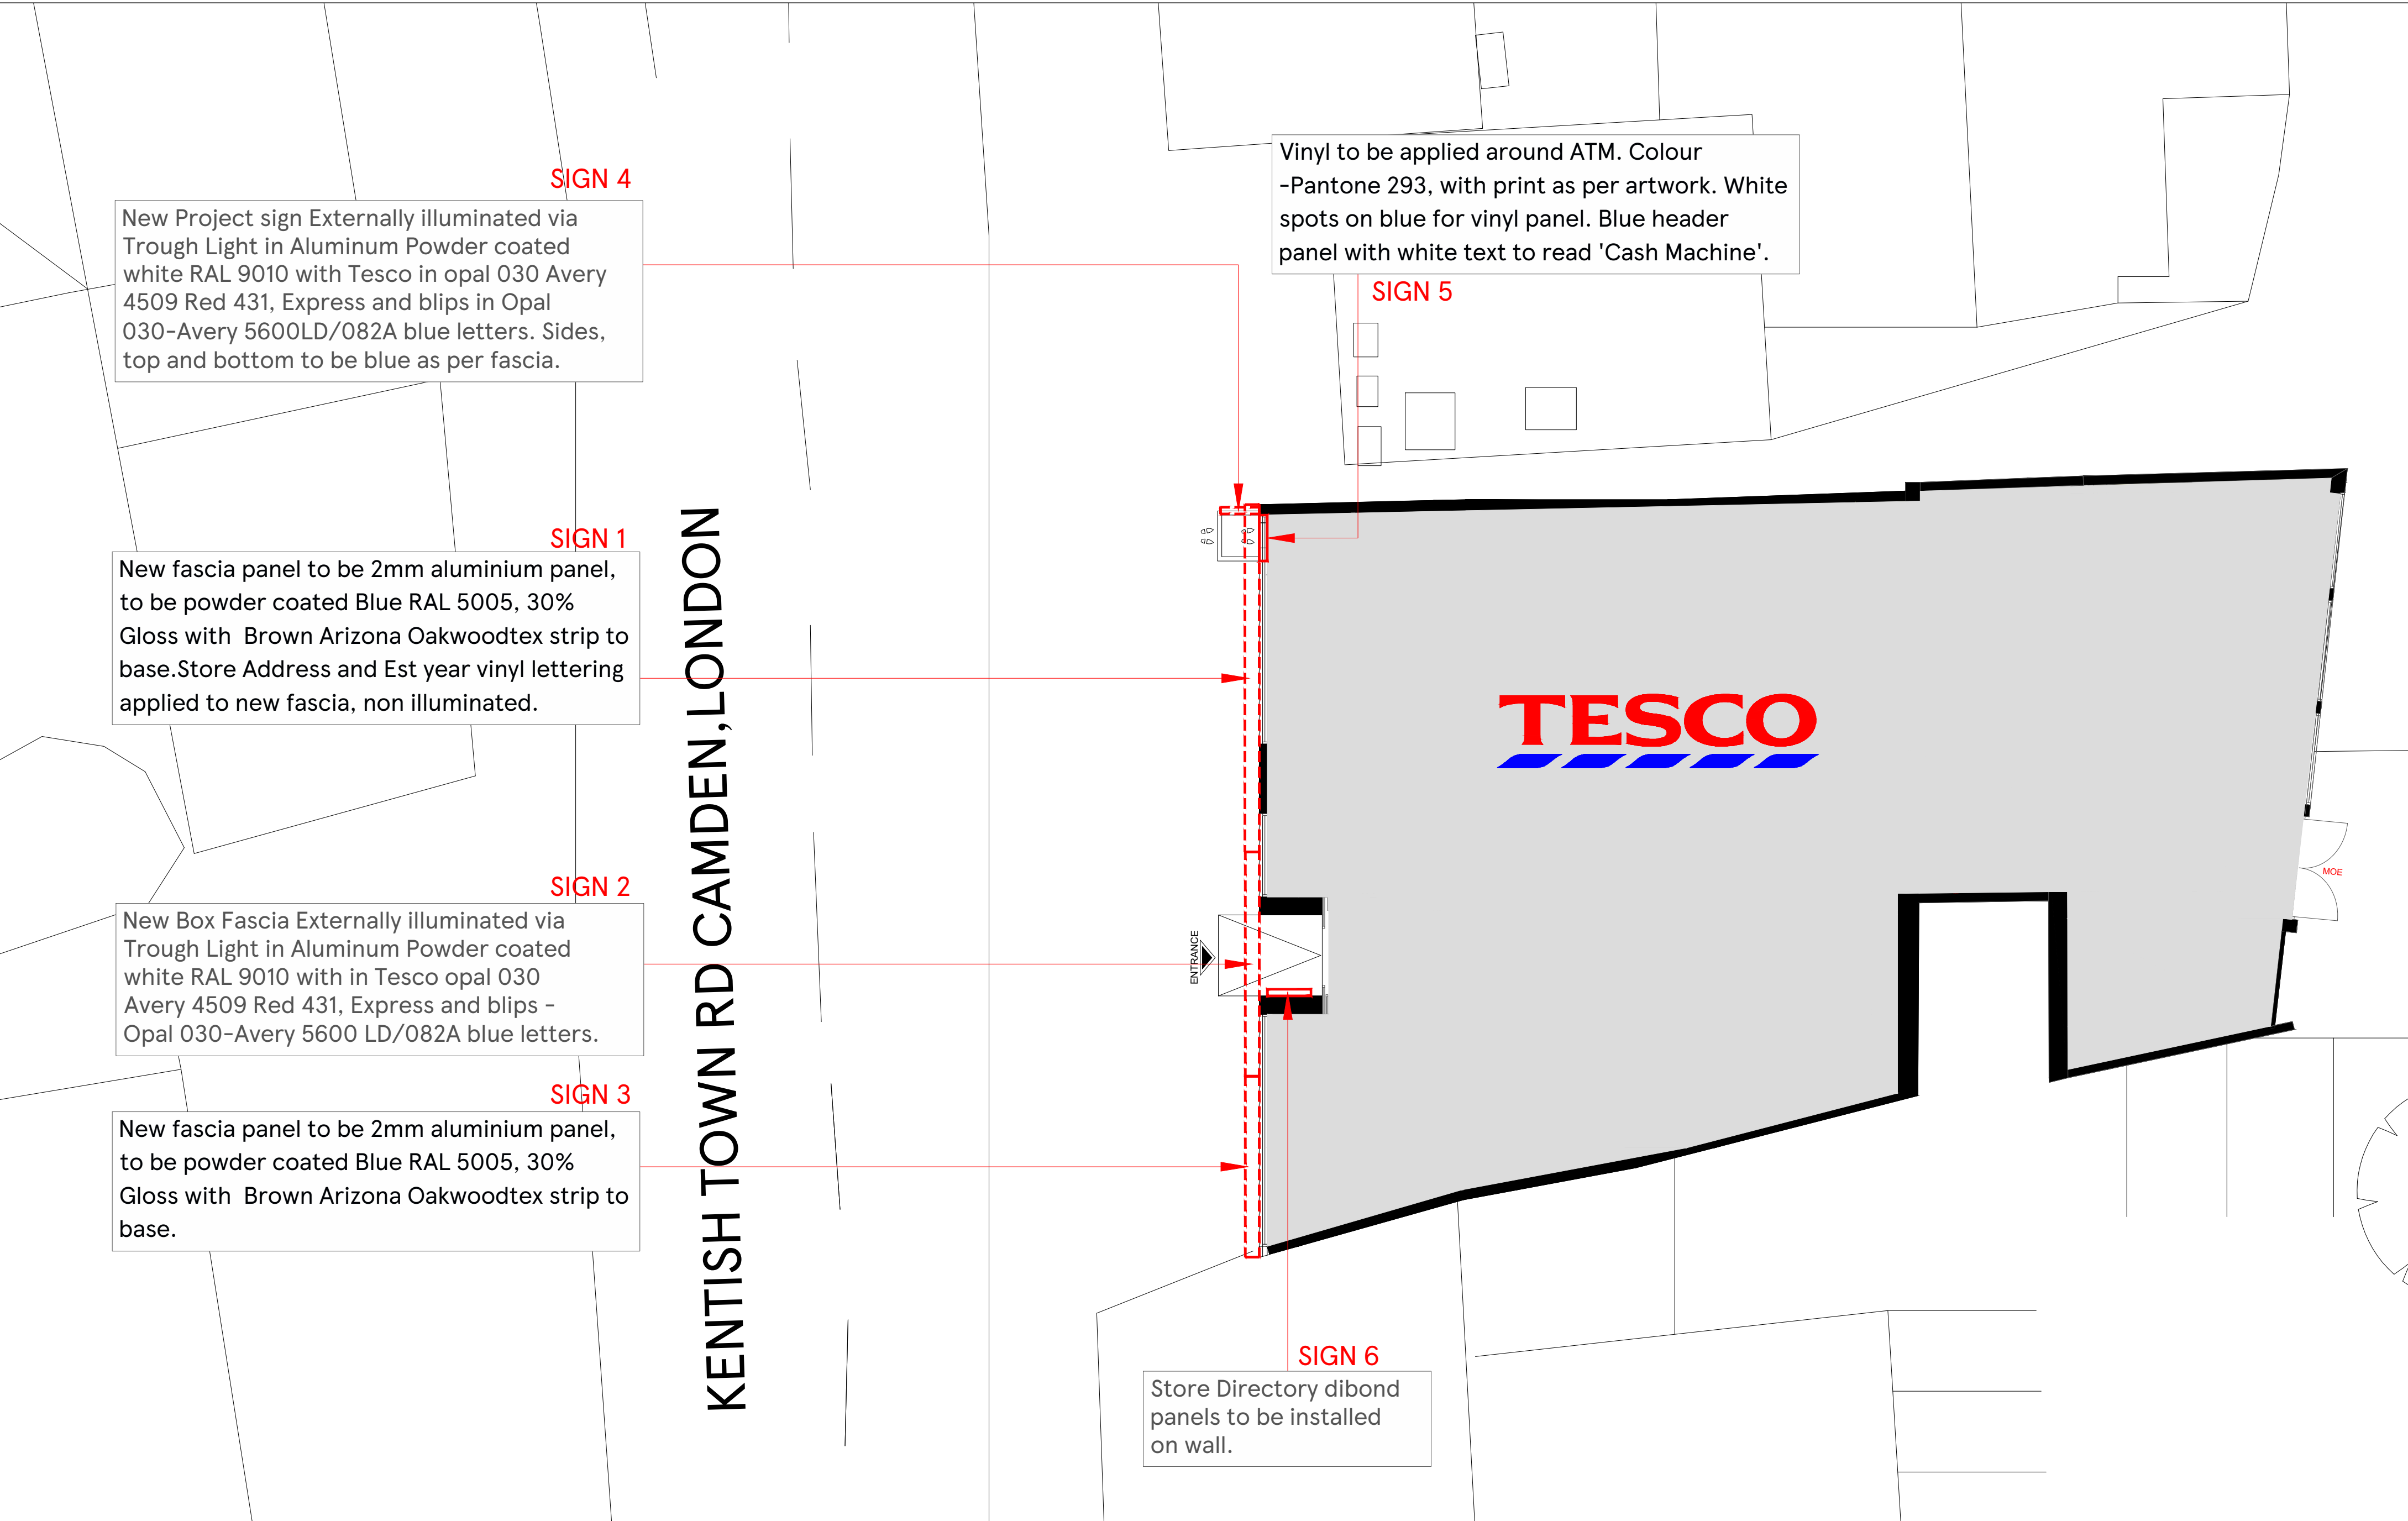 SIGN 4
New Project sign Externally illuminated via
Trough Light in Aluminum Powder coated
white RAL 9010 with Tesco in opal 030 Avery
4509 Red 431, Express and blips in Opal
030-Avery 5600LD/082A blue letters. Sides,
top and bottom to be blue as per fascia.
Vinyl to be applied around ATM. Colour
-Pantone 293, with print as per artwork. White
spots on blue for vinyl panel. Blue header
panel with white text to read 'Cash Machine'.
SIGN 5
SIGN 1
New fascia panel to be 2mm aluminium panel,
to be powder coated Blue RAL 5005, 30%
Gloss with  Brown Arizona Oakwoodtex strip to
base.Store Address and Est year vinyl lettering
applied to new fascia, non illuminated.
KENTISH TOWN RD CAMDEN,LONDON
TESCO
MOE
SIGN 2
New Box Fascia Externally illuminated via
Trough Light in Aluminum Powder coated
white RAL 9010 with in Tesco opal 030
Avery 4509 Red 431, Express and blips -
Opal 030-Avery 5600 LD/082A blue letters.
ENTRANCE
SIGN 3
New fascia panel to be 2mm aluminium panel,
to be powder coated Blue RAL 5005, 30%
Gloss with  Brown Arizona Oakwoodtex strip to
base.
SIGN 6
Store Directory dibond
panels to be installed
on wall.